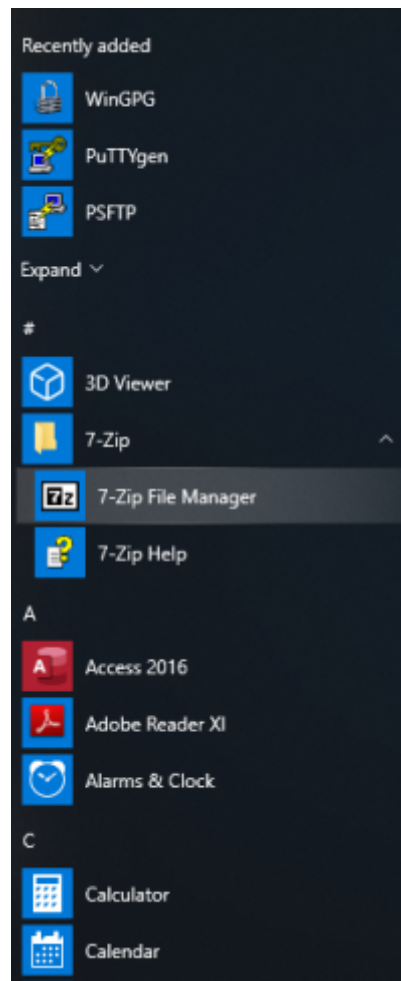 Recently added
WinGPG
PuTTYgen
PSFTP
Expand
#
3D Viewer
7-Zip
7z 7-Zip File Manager
7-Zip Help
A
A Access 2016
Adobe Reader XI
Alarms & Clock
C
Calculator
Calendar